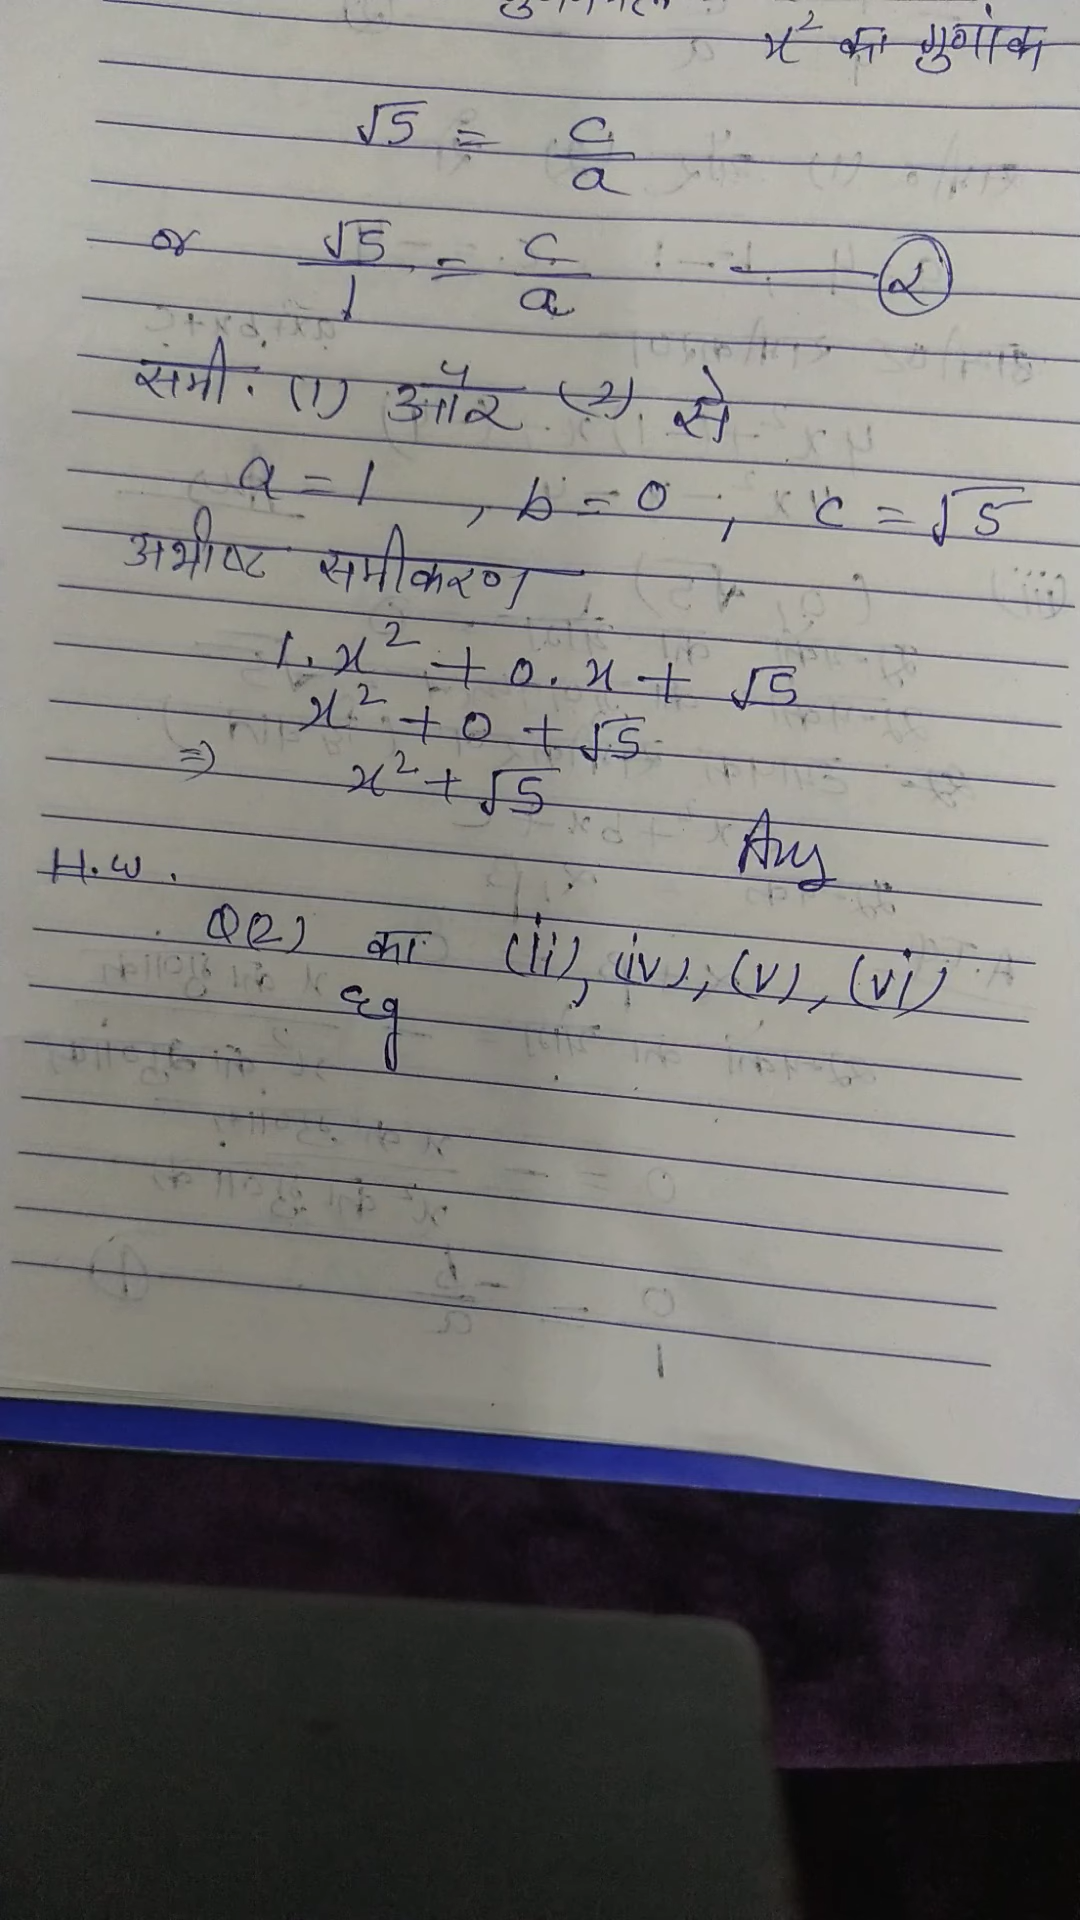 x² का गुणांक
√5 = c/a
or √5/1 = c/a —— (2)
समी. (1) और (2) से
a = 1, b = 0, c = √5
अभीष्ट समीकरण
1. x² + 0. x + √5
x² + 0 + √5
⇒ x² + √5
Ans
H.W.
Q(2) का (ii), (iv), (v), (vi)